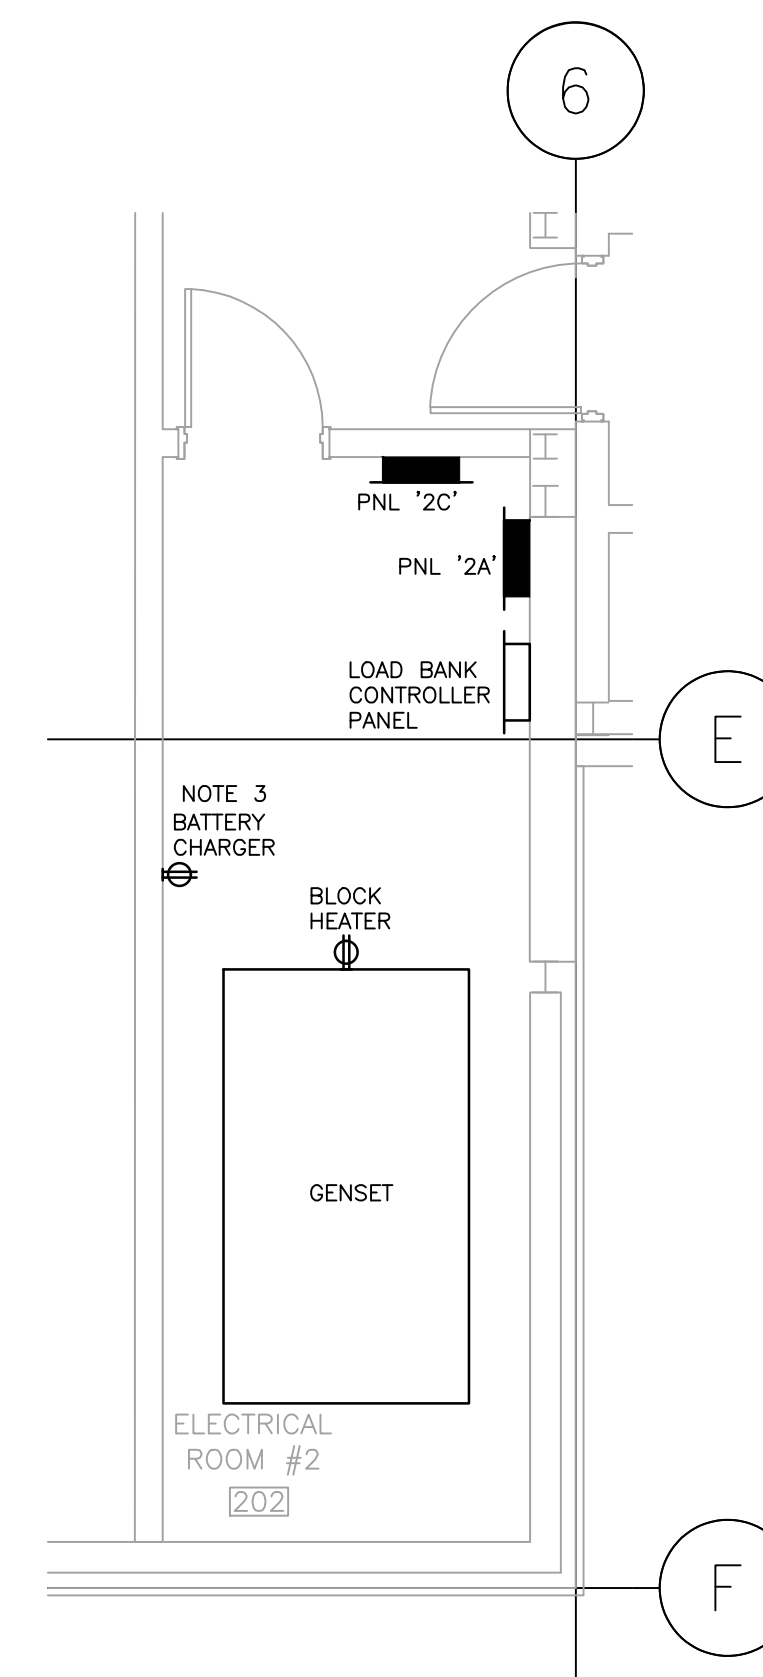 6
PNL '2C'
PNL '2A'
LOAD BANK
CONTROLLER
PANEL
E
NOTE 3
BATTERY
CHARGER
BLOCK
HEATER
GENSET
ELECTRICAL
ROOM #2
202
F